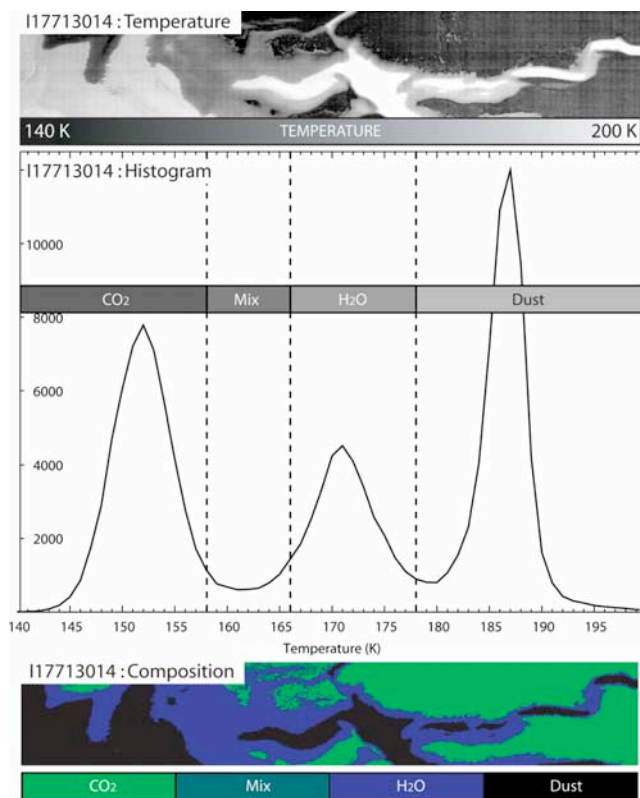 I17713014 : Temperature
140 K TEMPERATURE 200 K
I17713014 : Histogram
10000
CO2 Mix H2O Dust
8000
6000
4000
2000
140 145 150 155 160 165 170 175 180 185 190 195
Temperature (K)
I17713014 : Composition
CO2 Mix H2O Dust